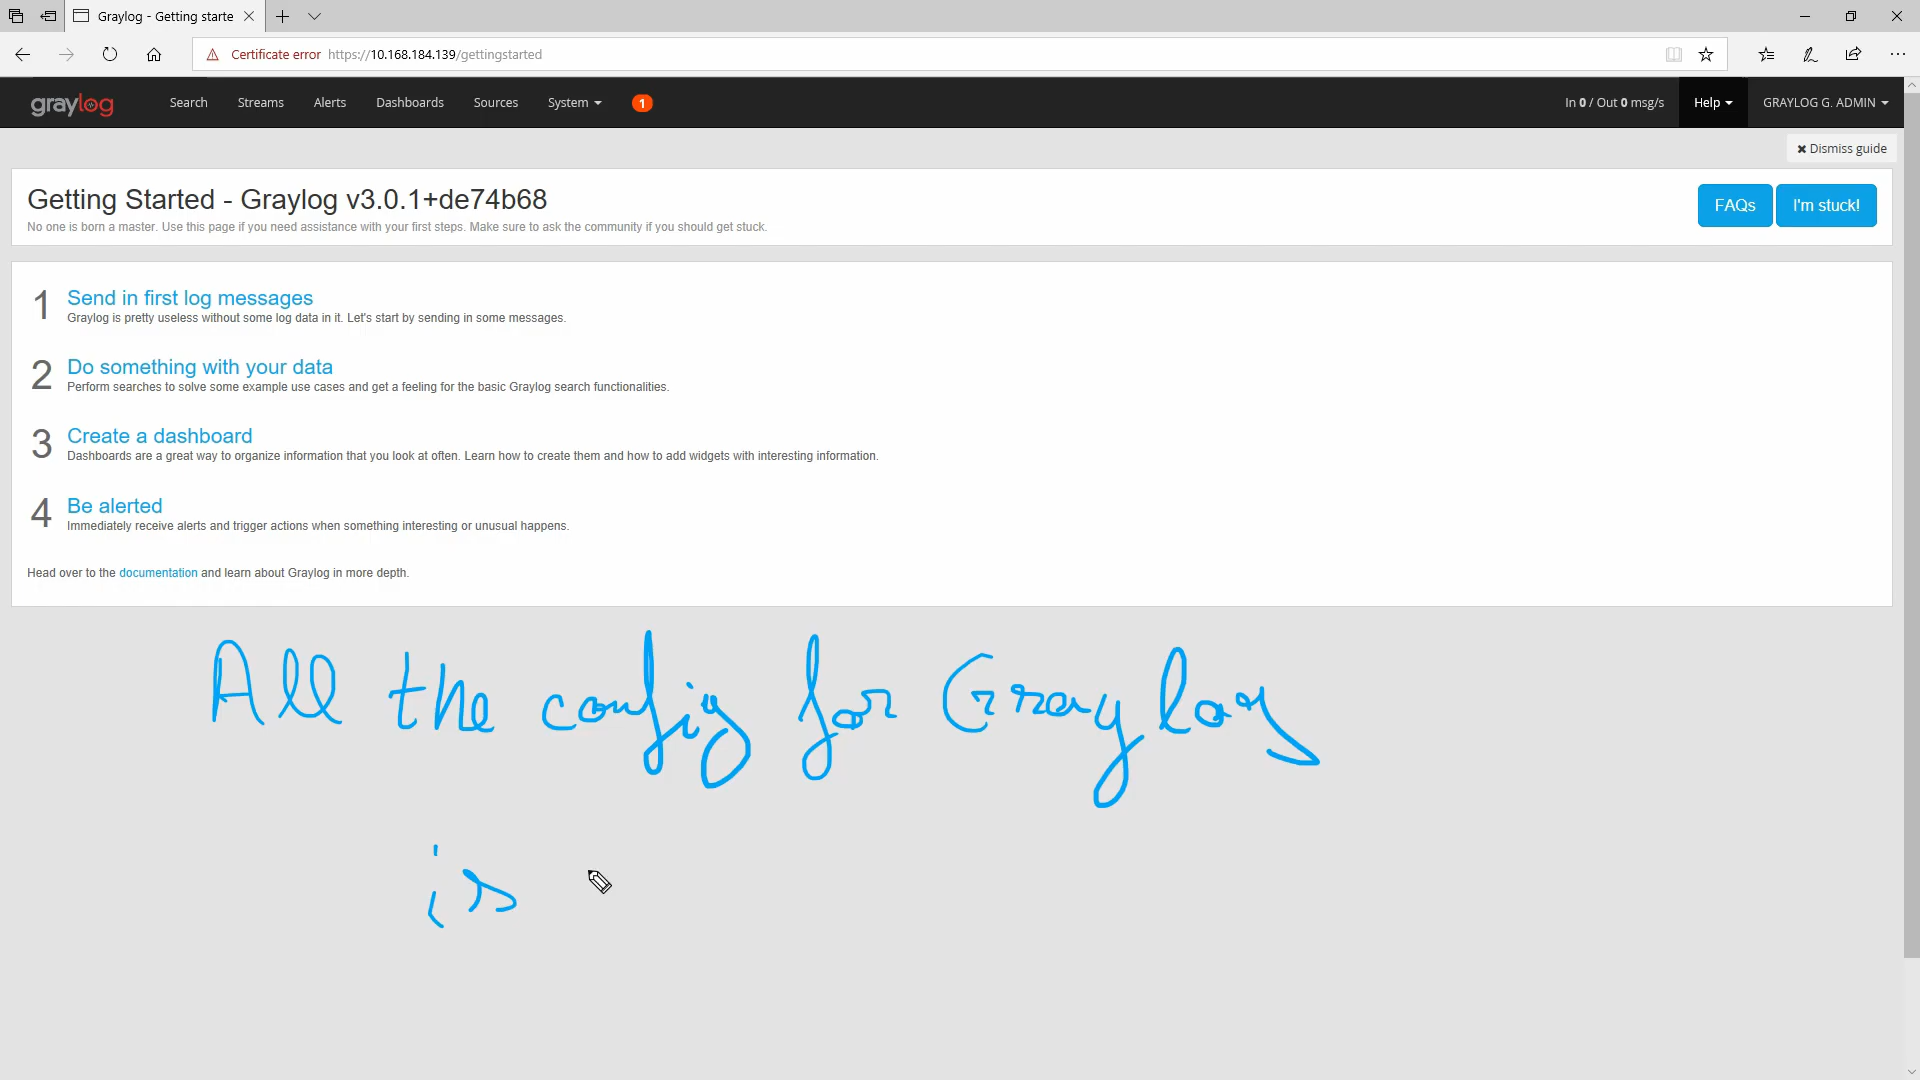 Graylog - Getting starte
Certificate error https://10.168.184.139/gettingstarted
graylog Search Streams Alerts Dashboards Sources System 1 In 0 / Out 0 msg/s Help GRAYLOG G. ADMIN
Dismiss guide
Getting Started - Graylog v3.0.1+de74b68
No one is born a master. Use this page if you need assistance with your first steps. Make sure to ask the community if you should get stuck.
FAQs I'm stuck!
1 Send in first log messages
Graylog is pretty useless without some log data in it. Let's start by sending in some messages.
2 Do something with your data
Perform searches to solve some example use cases and get a feeling for the basic Graylog search functionalities.
3 Create a dashboard
Dashboards are a great way to organize information that you look at often. Learn how to create them and how to add widgets with interesting information.
4 Be alerted
Immediately receive alerts and trigger actions when something interesting or unusual happens.
Head over to the documentation and learn about Graylog in more depth.
All the config for Graylog
is